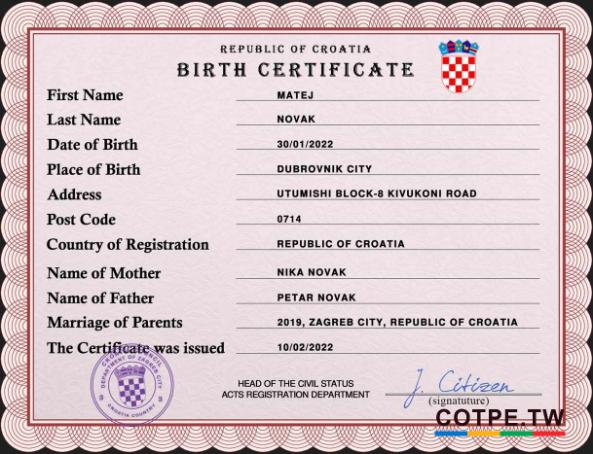 REPUBLIC OF CROATIA
BIRTH CERTIFICATE
First Name MATEJ
Last Name NOVAK
Date of Birth 30/01/2022
Place of Birth DUBROVNIK CITY
Address UTUMISHI BLOCK-8 KIVUKONI ROAD
Post Code 0714
Country of Registration REPUBLIC OF CROATIA
Name of Mother NIKA NOVAK
Name of Father PETAR NOVAK
Marriage of Parents 2019, ZAGREB CITY, REPUBLIC OF CROATIA
The Certificate was issued 10/02/2022
DEPARTMENT OF ZAGREB CITY
CROATIA COUNTRY
HEAD OF THE CIVIL STATUS
ACTS REGISTRATION DEPARTMENT
J. Citizen
(signatuture)
COTPE.TW